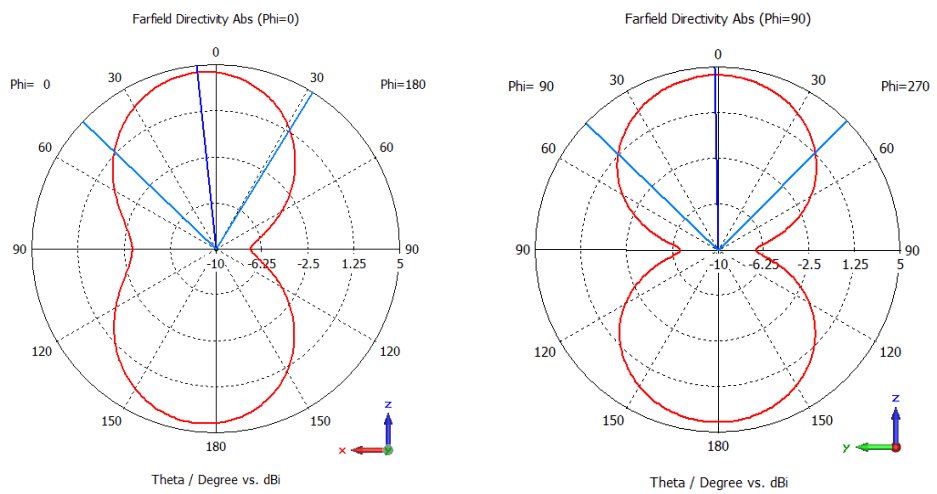 Farfield Directivity Abs (Phi=0)
0
30
30
Phi= 0
Phi=180
60
60
90
90
-10 -6.25 -2.5 1.25 5
120
120
150
150
180
z
x
y
Theta / Degree vs. dBi
Farfield Directivity Abs (Phi=90)
0
30
30
Phi= 90
Phi=270
60
60
90
90
-10 -6.25 -2.5 1.25 5
120
120
150
150
180
z
y
Theta / Degree vs. dBi